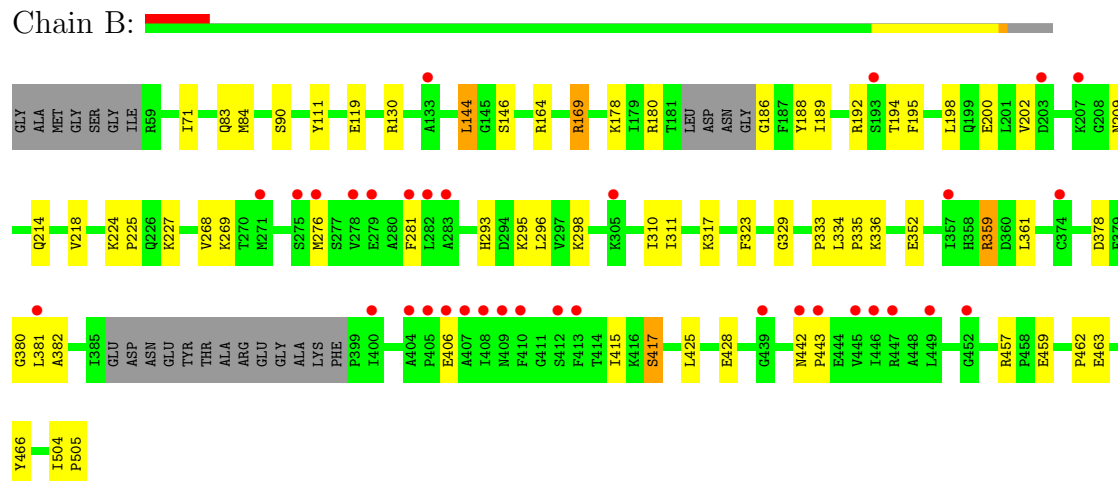 Chain B:
GLY ALA MET GLY SER GLY ILE R59 I71 Q83 M84 S90 Y111 E119 R130 A133 L144 G145 S146 R164 R169 K178 I179 R180 T181 LEU ASP ASN GLY G186 F187 Y188 I189 R192 S193 T194 F195 L198 Q199 E200 L201 V202 D203 K207 G208
Q214 V218 K224 P225 Q226 K227 V268 K269 T270 M271 S275 M276 S277 V278 E279 A280 F281 L282 A283 H293 D294 K295 L296 V297 K298 K305 I310 I311 K317 F323 G329 P333 L334 P335 K336 E352 I357 H358 R359 D360 L361 C374 D378
G380 L381 A382 I385 GLU ASP ASN GLU TYR THR ALA ARG GLU GLY ALA LYS PHE P399 I400 A404 P405 E406 A407 I408 N409 F410 G411 S412 F413 T414 I415 K416 S417 L425 E428 G439 N442 P443 E444 V445 I446 R447 A448 L449 G452 R457 P458 E459 P462 E463
Y466 I504 P505